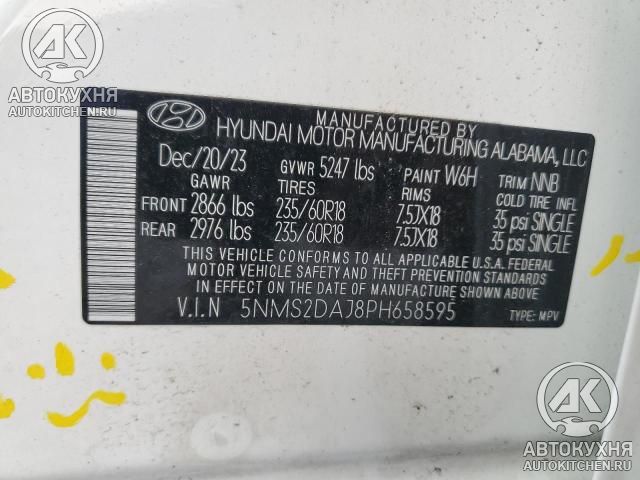 АК
АВТОКУХНЯ
AUTOKITCHEN.RU
MANUFACTURED BY
HYUNDAI MOTOR MANUFACTURING ALABAMA, LLC
Dec/20/23 GVWR 5247 lbs PAINT W6H TRIM NNB
GAWR TIRES RIMS COLD TIRE INFL
FRONT 2866 lbs 235/60R18 7.5JX18 35 psi SINGLE
REAR 2976 lbs 235/60R18 7.5JX18 35 psi SINGLE
THIS VEHICLE CONFORMS TO ALL APPLICABLE U.S.A. FEDERAL
MOTOR VEHICLE SAFETY AND THEFT PREVENTION STANDARDS
IN EFFECT ON THE DATE OF MANUFACTURE SHOWN ABOVE.
V.I.N 5NMS2DAJ8PH658595 TYPE: MPV
АК
АВТОКУХНЯ
AUTOKITCHEN.RU